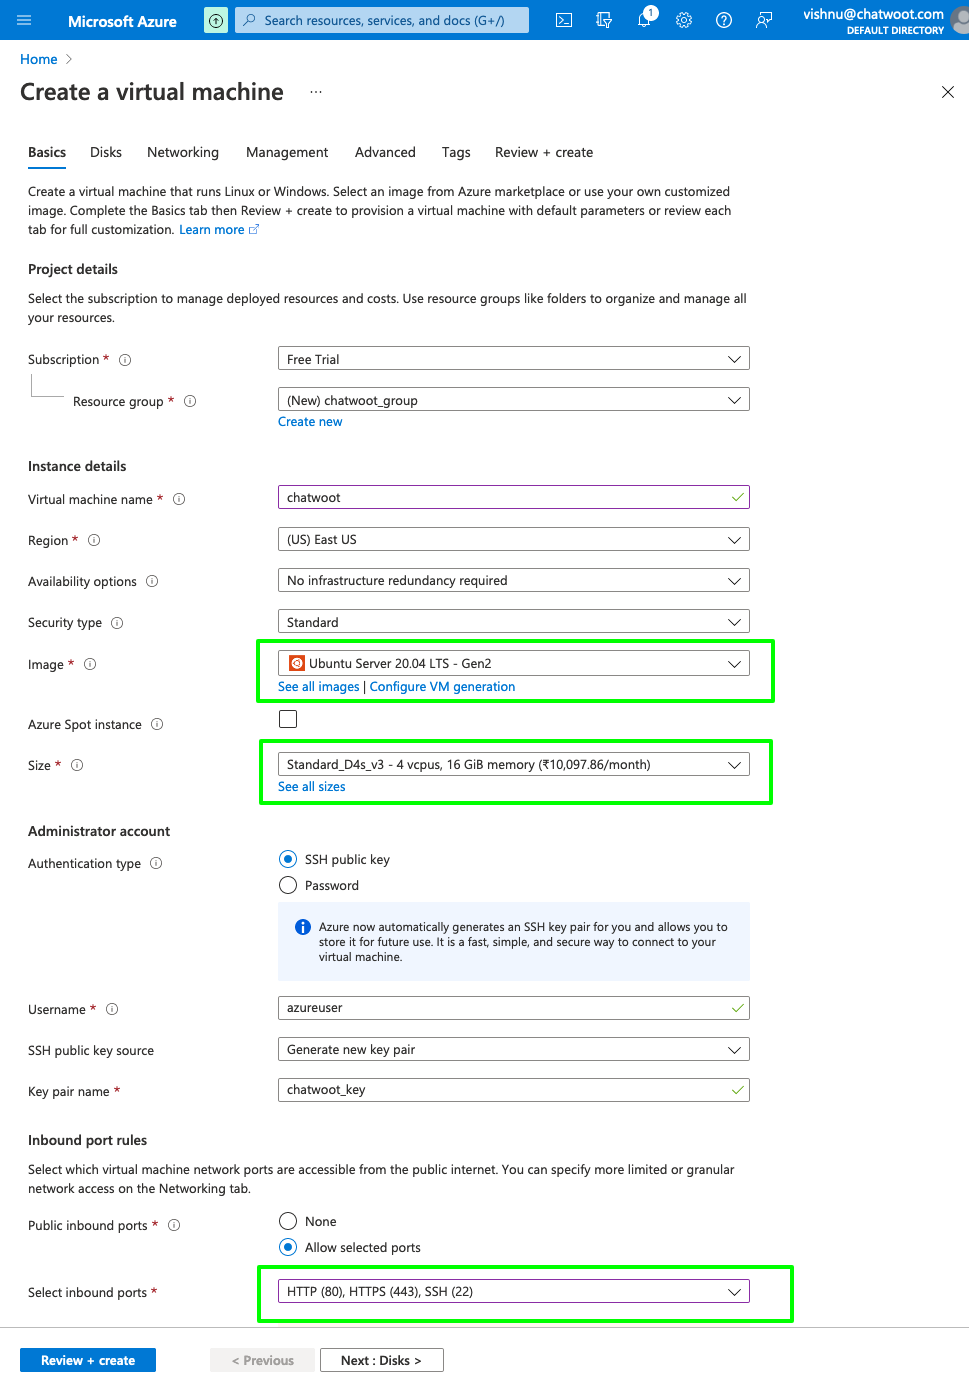 Microsoft Azure
Search resources, services, and docs (G+/)
1
vishnu@chatwoot.com
DEFAULT DIRECTORY
Home
Create a virtual machine ...
Basics Disks Networking Management Advanced Tags Review + create
Create a virtual machine that runs Linux or Windows. Select an image from Azure marketplace or use your own customized
image. Complete the Basics tab then Review + create to provision a virtual machine with default parameters or review each
tab for full customization. Learn more
Project details
Select the subscription to manage deployed resources and costs. Use resource groups like folders to organize and manage all
your resources.
Subscription * Free Trial
Resource group * (New) chatwoot_group
Create new
Instance details
Virtual machine name * chatwoot
Region * (US) East US
Availability options No infrastructure redundancy required
Security type Standard
Image * Ubuntu Server 20.04 LTS - Gen2
See all images | Configure VM generation
Azure Spot instance
Size * Standard_D4s_v3 - 4 vcpus, 16 GiB memory (₹10,097.86/month)
See all sizes
Administrator account
Authentication type SSH public key
Password
Azure now automatically generates an SSH key pair for you and allows you to
store it for future use. It is a fast, simple, and secure way to connect to your
virtual machine.
Username * azureuser
SSH public key source Generate new key pair
Key pair name * chatwoot_key
Inbound port rules
Select which virtual machine network ports are accessible from the public internet. You can specify more limited or granular
network access on the Networking tab.
Public inbound ports * None
Allow selected ports
Select inbound ports * HTTP (80), HTTPS (443), SSH (22)
Review + create < Previous Next : Disks >